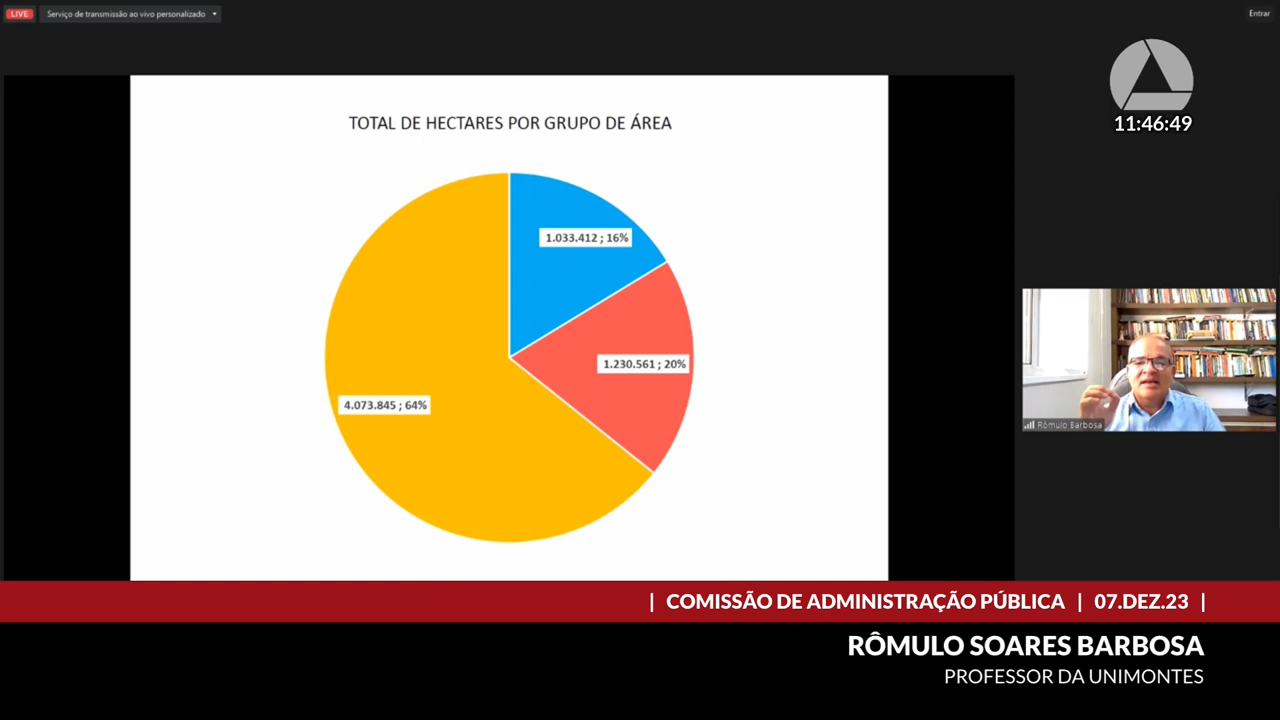 LIVE
Serviço de transmissão ao vivo personalizado
Entrar
11:46:49
TOTAL DE HECTARES POR GRUPO DE ÁREA
1.033.412 ; 16%
1.230.561 ; 20%
4.073.845 ; 64%
Rômulo Barbosa
| COMISSÃO DE ADMINISTRAÇÃO PÚBLICA | 07.DEZ.23 |
RÔMULO SOARES BARBOSA
PROFESSOR DA UNIMONTES